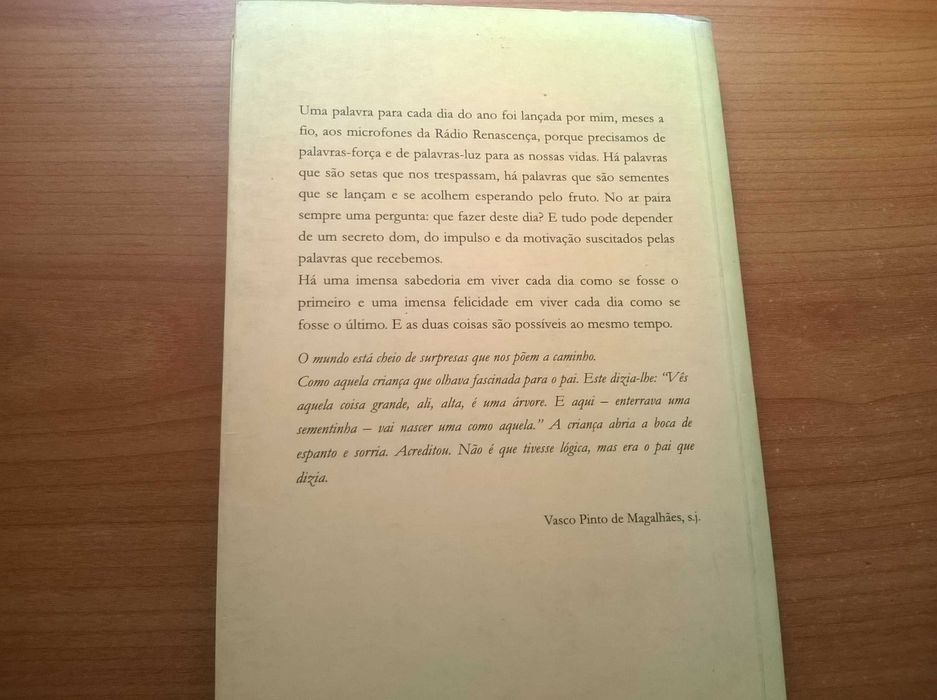 Uma palavra para cada dia do ano foi lançada por mim, meses a
fio, aos microfones da Rádio Renascença, porque precisamos de
palavras-força e de palavras-luz para as nossas vidas. Há palavras
que são setas que nos trespassam, há palavras que são sementes
que se lançam e se acolhem esperando pelo fruto. No ar paira
sempre uma pergunta: que fazer deste dia? E tudo pode depender
de um secreto dom, do impulso e da motivação suscitados pelas
palavras que recebemos.
Há uma imensa sabedoria em viver cada dia como se fosse o
primeiro e uma imensa felicidade em viver cada dia como se
fosse o último. E as duas coisas são possíveis ao mesmo tempo.
O mundo está cheio de surpresas que nos põem a caminho.
Como aquela criança que olhava fascinada para o pai. Este dizia-lhe: “Vês
aquela coisa grande, ali, alta, é uma árvore. E aqui – enterrava uma
sementinha – vai nascer uma como aquela.” A criança abria a boca de
espanto e sorria. Acreditou. Não é que tivesse lógica, mas era o pai que
dizia.
Vasco Pinto de Magalhães, s.j.